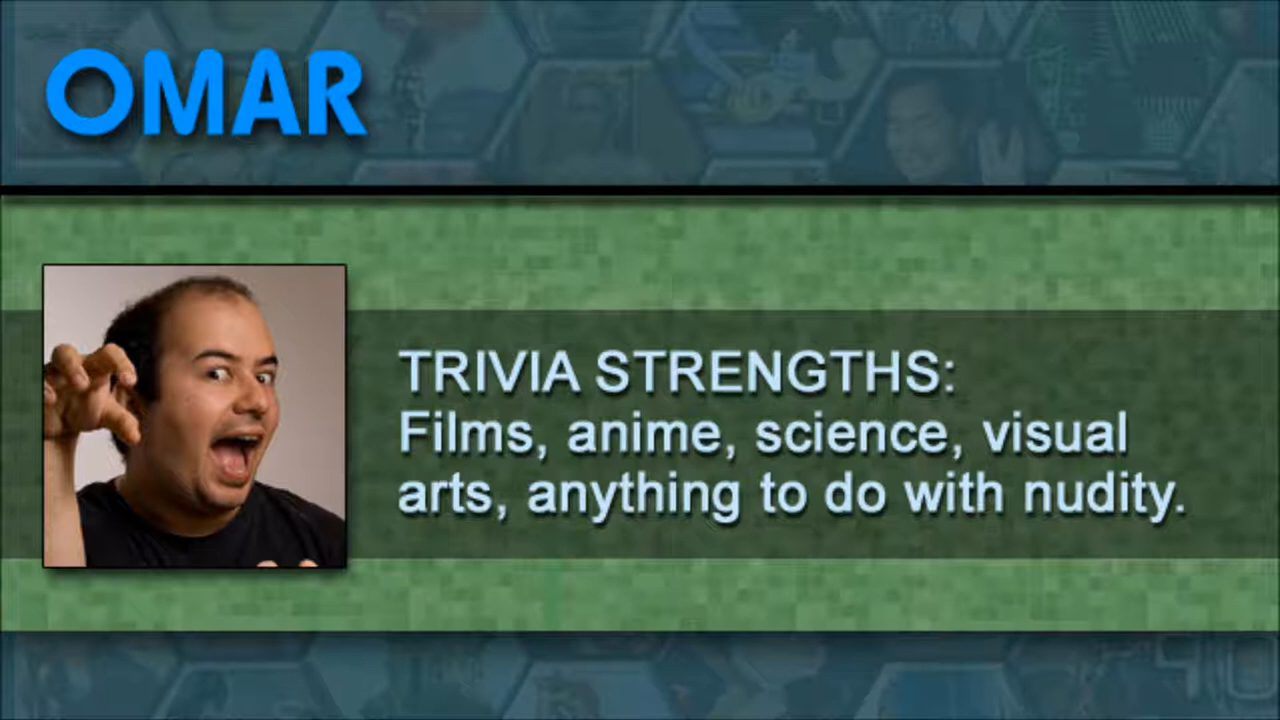 OMAR
TRIVIA STRENGTHS:
Films, anime, science, visual
arts, anything to do with nudity.